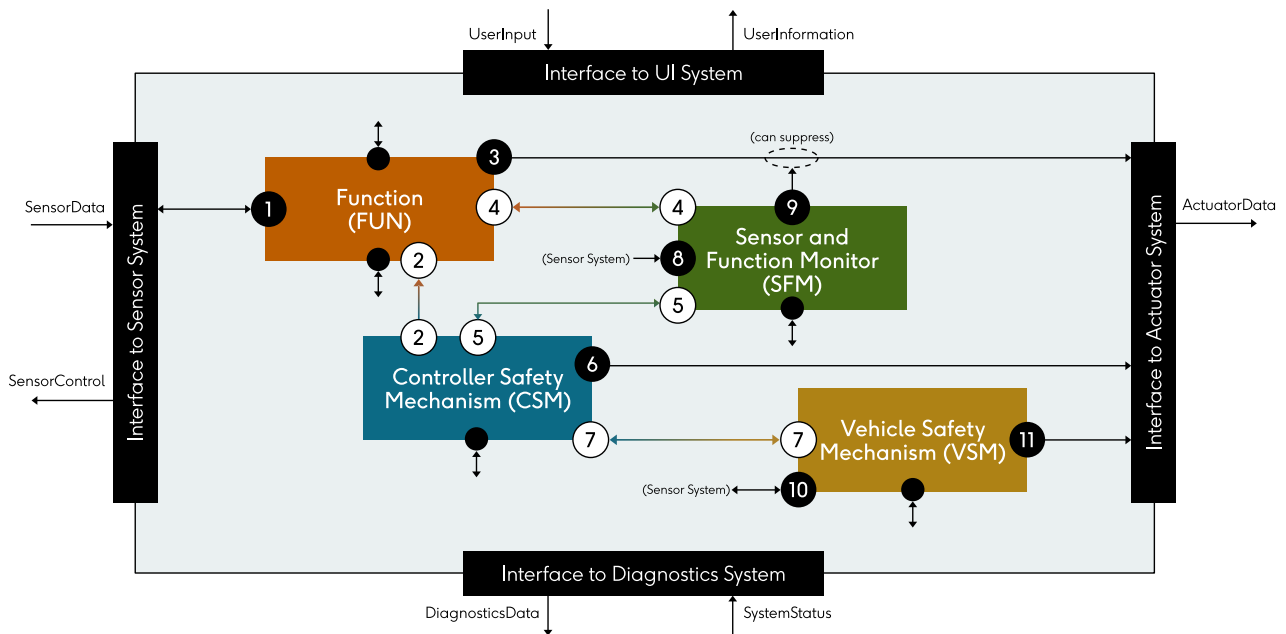 UserInput
UserInformation
Interface to UI System
(can suppress)
3
Function
(FUN)
1
4
4
9
Sensor and
Function Monitor
(SFM)
SensorData
ActuatorData
2
(Sensor System)
8
5
Interface to Sensor System
Interface to Actuator System
2
5
6
Controller Safety
Mechanism (CSM)
SensorControl
7
7
Vehicle Safety
Mechanism (VSM)
11
(Sensor System)
10
Interface to Diagnostics System
DiagnosticsData
SystemStatus